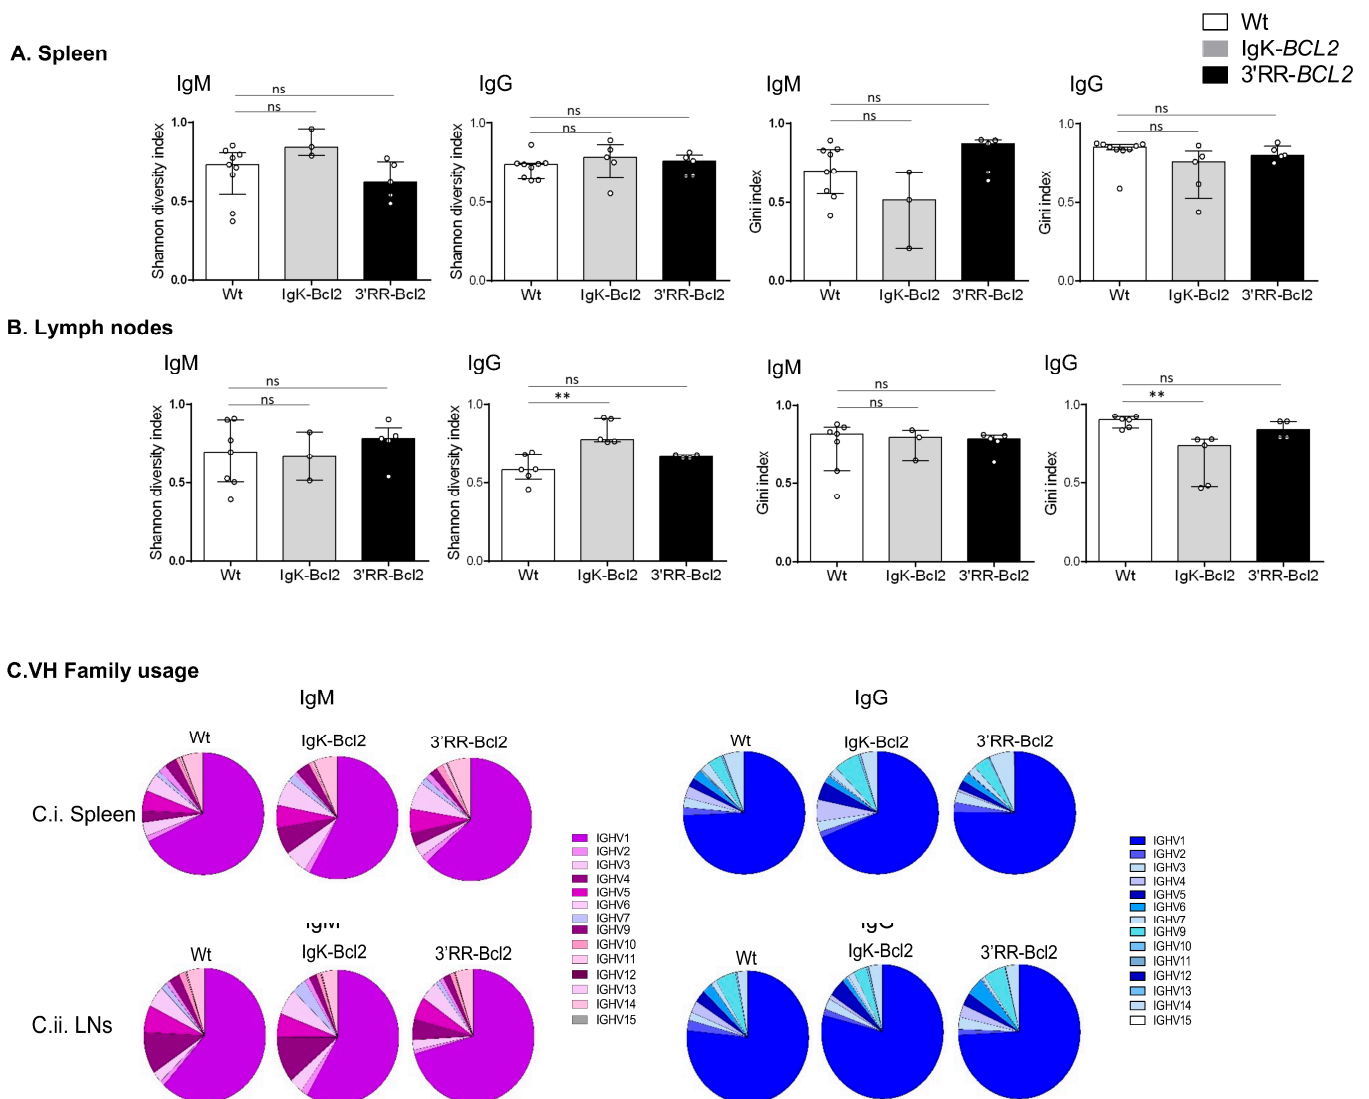 Wt
IgK-BCL2
3'RR-BCL2
A. Spleen
IgM
ns
ns
Shannon diversity index
1.0
0.5
0.0
Wt
IgK-Bcl2
3'RR-Bcl2
IgG
ns
ns
Shannon diversity index
1.0
0.5
0.0
Wt
IgK-Bcl2
3'RR-Bcl2
IgM
ns
ns
Gini index
1.0
0.5
0.0
Wt
IgK-Bcl2
3'RR-Bcl2
IgG
ns
ns
Gini index
1.0
0.5
0.0
Wt
IgK-Bcl2
3'RR-Bcl2
B. Lymph nodes
IgM
ns
ns
Shannon diversity index
1.0
0.5
0.0
Wt
IgK-Bcl2
3'RR-Bcl2
IgG
ns
**
Shannon diversity index
1.0
0.5
0.0
Wt
IgK-Bcl2
3'RR-Bcl2
IgM
ns
ns
Gini index
1.0
0.5
0.0
Wt
IgK-Bcl2
3'RR-Bcl2
IgG
ns
**
Gini index
1.0
0.5
0.0
Wt
IgK-Bcl2
3'RR-Bcl2
C.VH Family usage
IgM
IgG
Wt
IgK-Bcl2
3'RR-Bcl2
Wt
IgK-Bcl2
3'RR-Bcl2
C.i. Spleen
IGHV1
IGHV2
IGHV3
IGHV4
IGHV5
IGHV6
IGHV7
IGHV9
IGHV10
IGHV11
IGHV12
IGHV13
IGHV14
IGHV15
IGHV1
IGHV2
IGHV3
IGHV4
IGHV5
IGHV6
IGHV7
IGHV9
IGHV10
IGHV11
IGHV12
IGHV13
IGHV14
IGHV15
IgM
IgG
Wt
IgK-Bcl2
3'RR-Bcl2
Wt
IgK-Bcl2
3'RR-Bcl2
C.ii. LNs